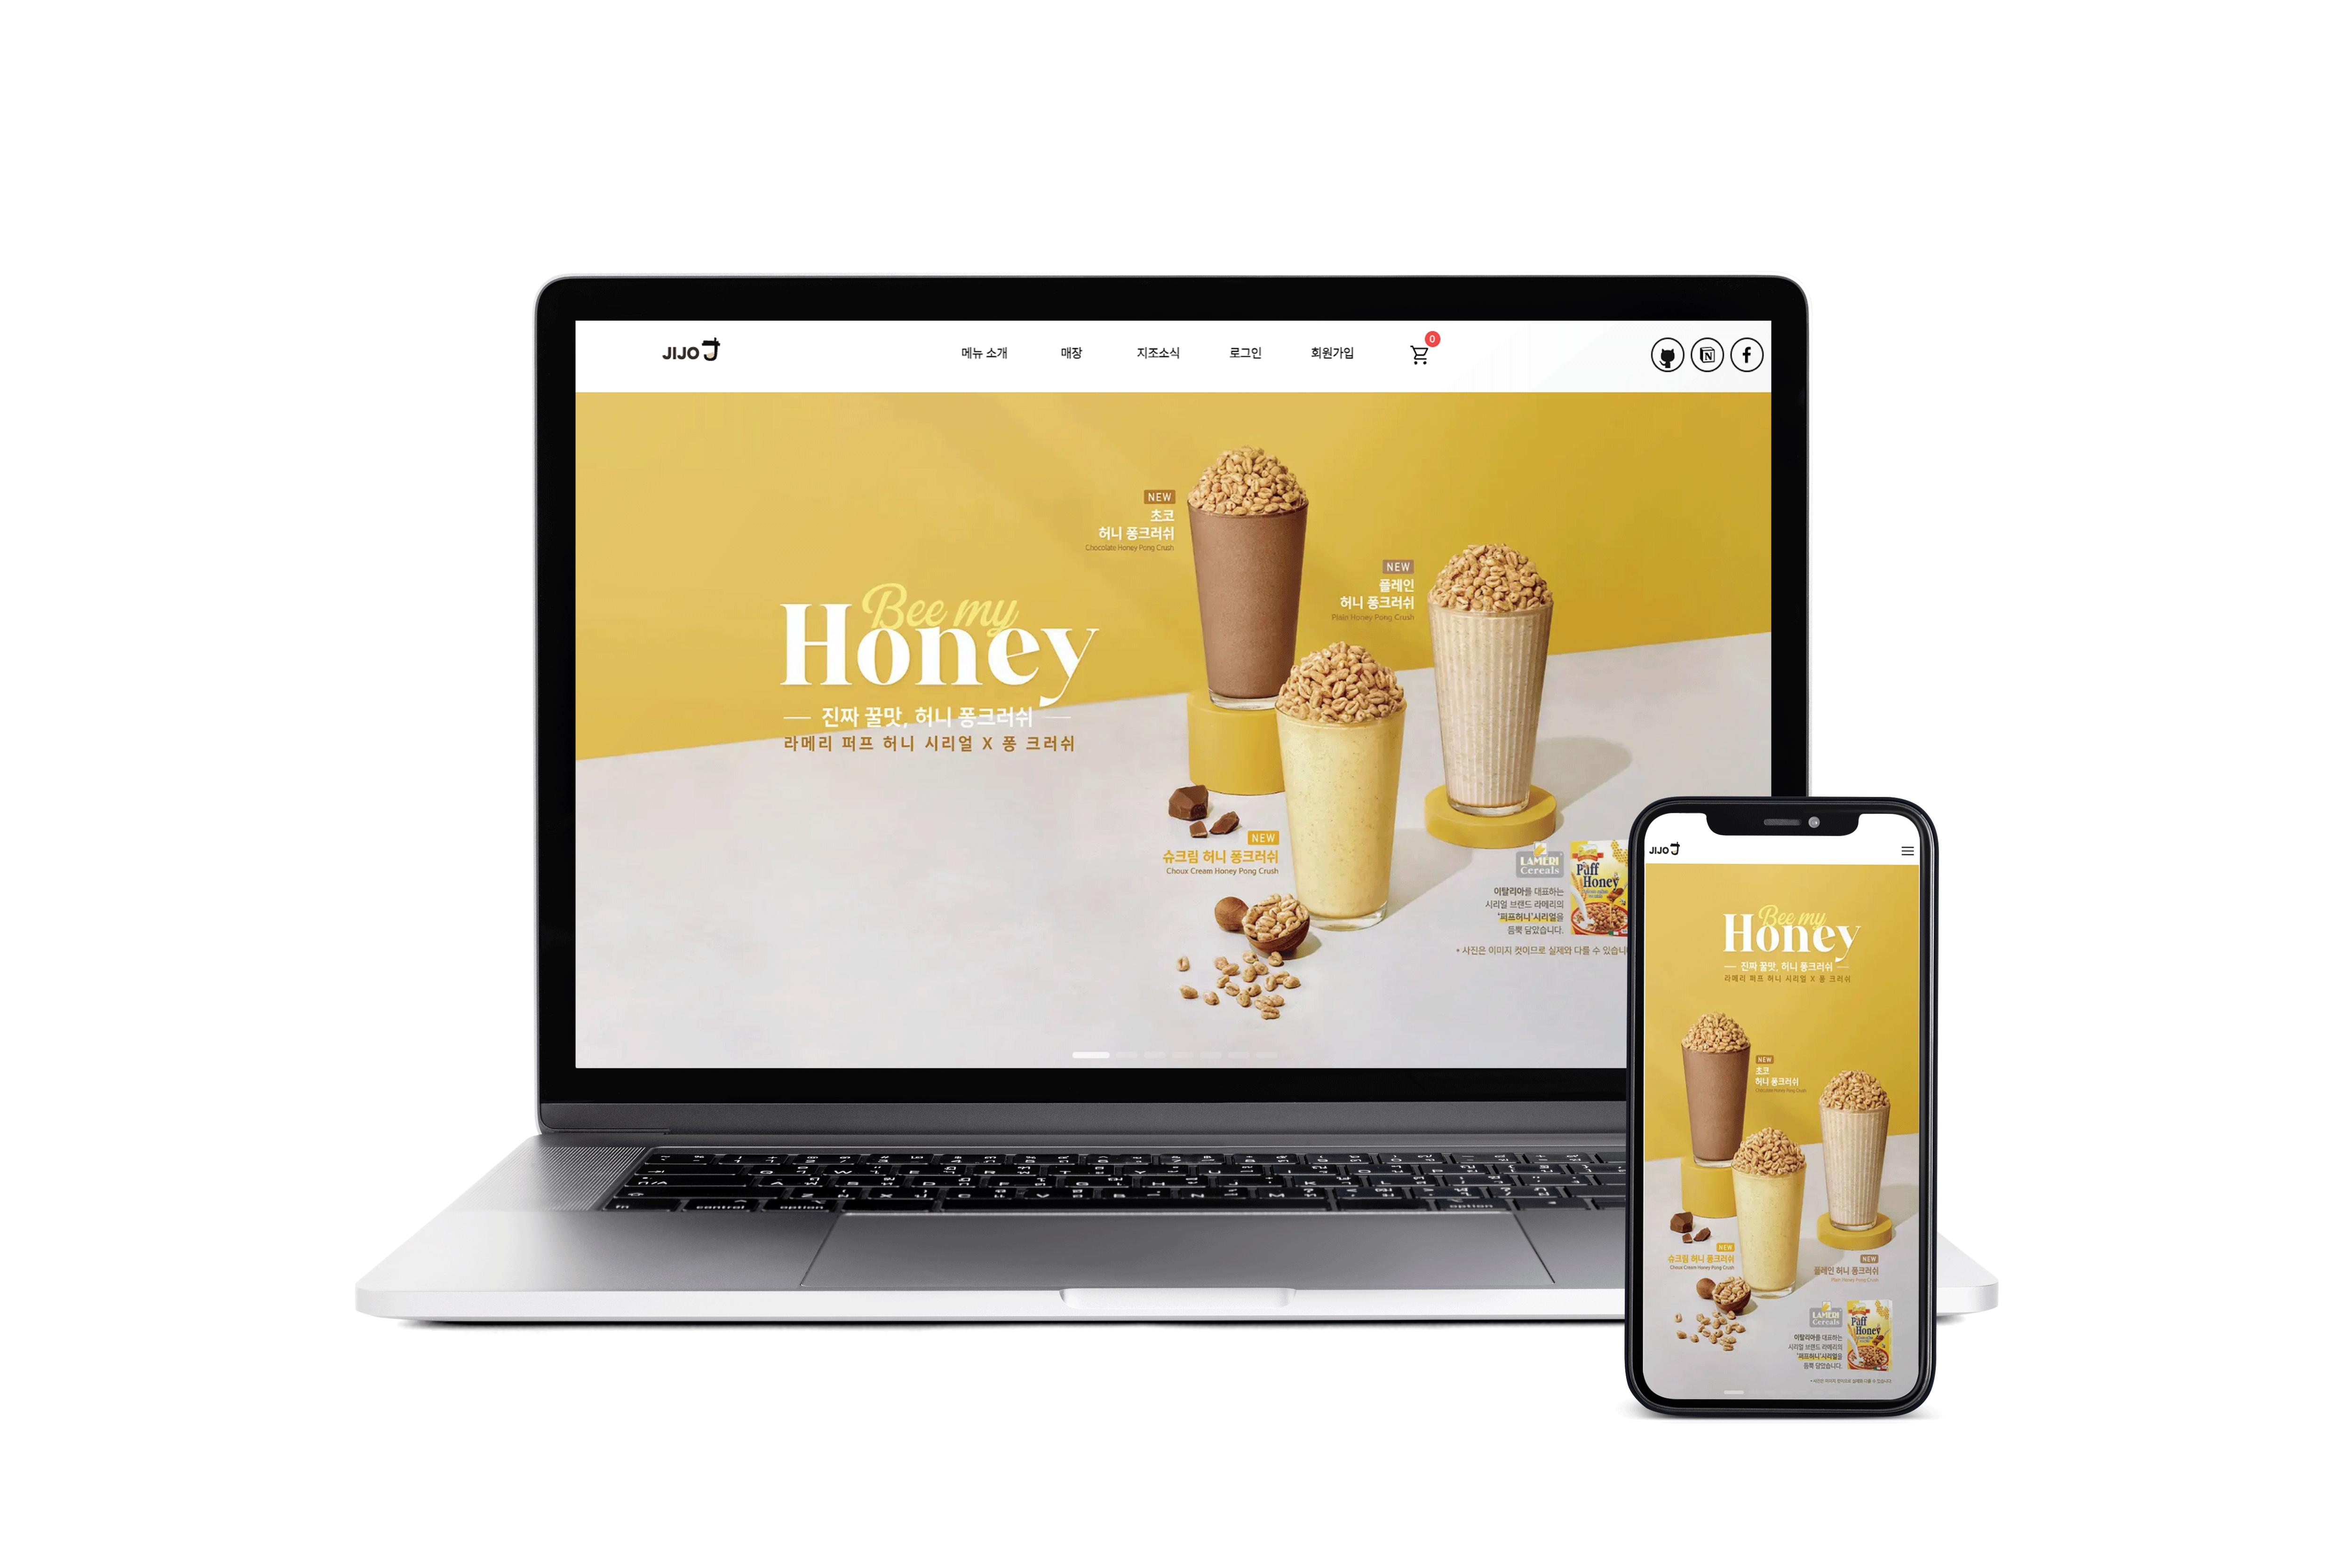 JIJO
메뉴 소개
매장
지조소식
로그인
회원가입
0
N
f
Bee my
Honey
진짜 꿀맛, 허니 퐁크러쉬
라메리 퍼프 허니 시리얼 X 퐁 크러쉬
NEW
초코
허니 퐁크러쉬
Chocolate Honey Pong Crush
NEW
플레인
허니 퐁크러쉬
Plain Honey Pong Crush
NEW
슈크림 허니 퐁크러쉬
Choux Cream Honey Pong Crush
LAMERI
Cereals
Paff
Honey
이탈리아를 대표하는
시리얼 브랜드 라메리의
'퍼프허니'시리얼을
듬뿍 담았습니다.
• 사진은 이미지 컷이므로 실제와 다를 수 있습니
fn
control
option
option
JIJO
Bee my
Honey
진짜 꿀맛, 허니 퐁크러쉬
라메리 퍼프 허니 시리얼 X 퐁 크러쉬
NEW
초코
허니 퐁크러쉬
Chocolate Honey Pong Crush
NEW
슈크림 허니 퐁크러쉬
Choux Cream Honey Pong Crush
NEW
플레인 허니 퐁크러쉬
Plain Honey Pong Crush
LAMERI
Cereals
Paff
Honey
이탈리아를 대표하는
시리얼 브랜드 라메리의
'퍼프허니'시리얼을
듬뿍 담았습니다.
• 사진은 이미지 컷이므로 실제와 다를 수 있습니다